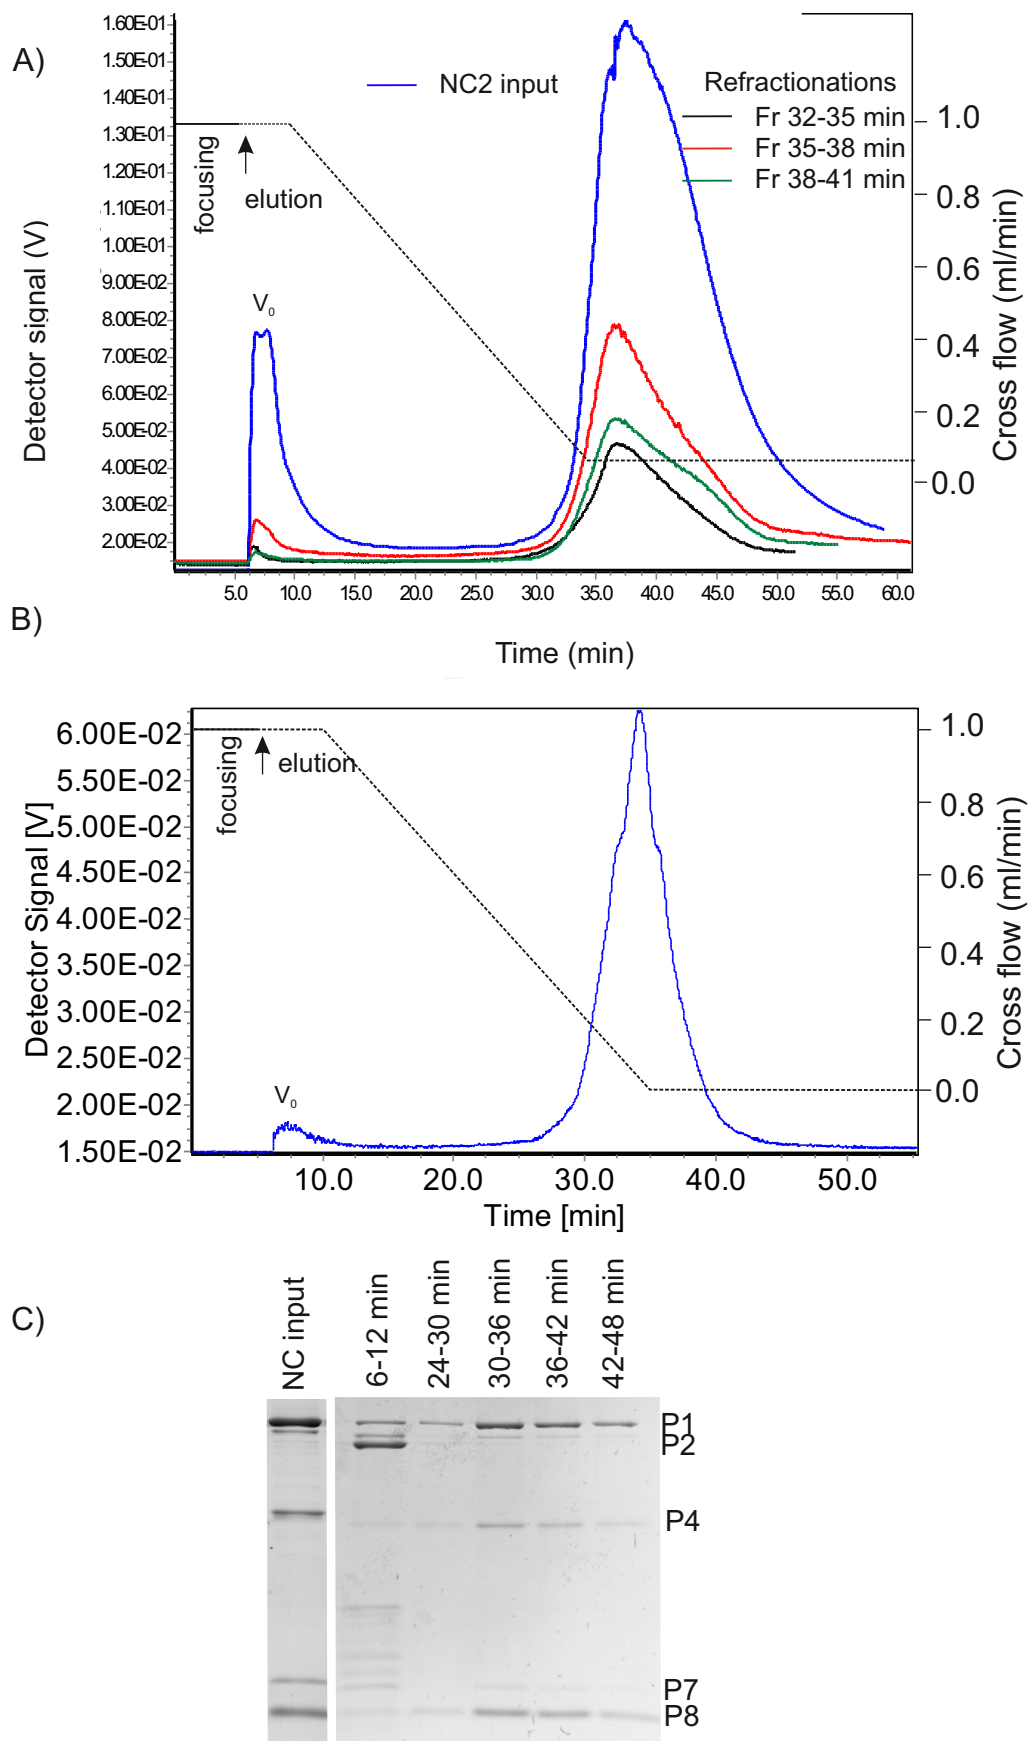 A)
1.60E-01
1.50E-01
1.40E-01
1.30E-01
1.20E-01
1.10E-01
1.00E-01
9.00E-02
8.00E-02
7.00E-02
6.00E-02
5.00E-02
4.00E-02
3.00E-02
2.00E-02
Detector signal (V)
NC2 input
Refractionations
Fr 32-35 min
Fr 35-38 min
Fr 38-41 min
focusing
elution
V0
1.0
0.8
0.6
0.4
0.2
0.0
Cross flow (ml/min)
5.0 10.0 15.0 20.0 25.0 30.0 35.0 40.0 45.0 50.0 55.0 60.0
Time (min)
B)
6.00E-02
5.50E-02
5.00E-02
4.50E-02
4.00E-02
3.50E-02
3.00E-02
2.50E-02
2.00E-02
1.50E-02
Detector Signal [V]
focusing
elution
V0
1.0
0.8
0.6
0.4
0.2
0.0
Cross flow (ml/min)
10.0 20.0 30.0 40.0 50.0
Time [min]
C)
NC input
6-12 min
24-30 min
30-36 min
36-42 min
42-48 min
P1
P2
P4
P7
P8